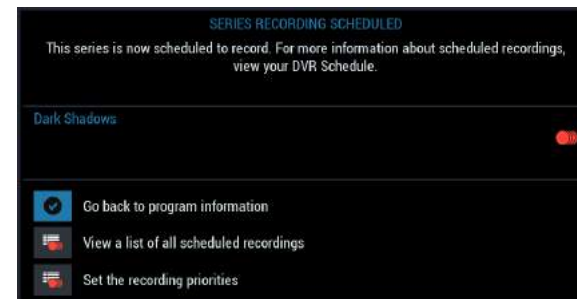 SERIES RECORDING SCHEDULED
This series is now scheduled to record. For more information about scheduled recordings,
view your DVR Schedule.
Dark Shadows
Go back to program information
View a list of all scheduled recordings
Set the recording priorities